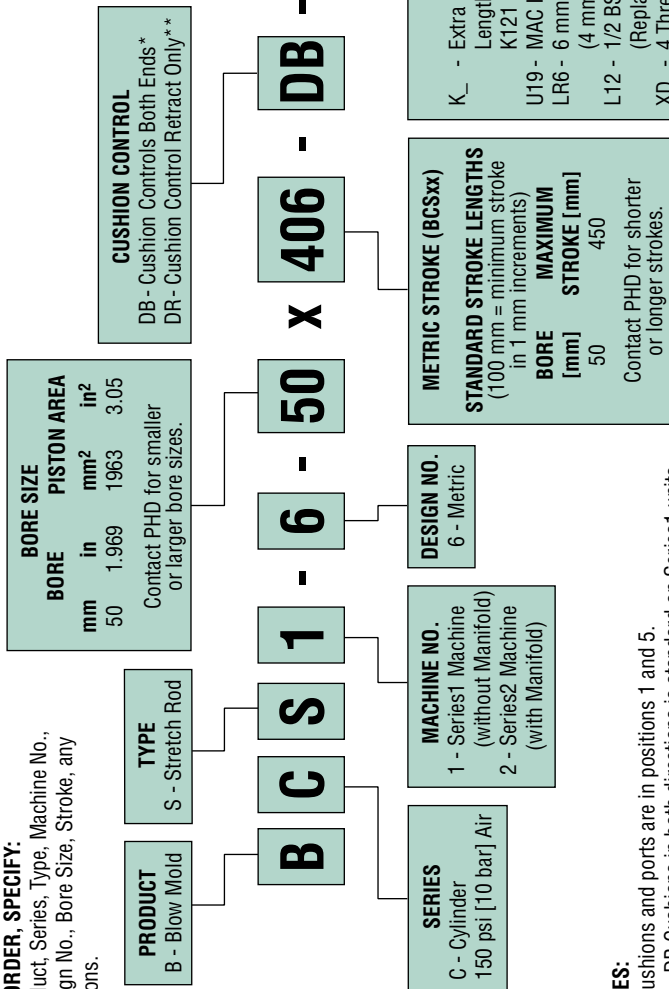 ORDER, SPECIFY:
uct, Series, Type, Machine No.,
gn No., Bore Size, Stroke, any
ons.
PRODUCT
B - Blow Mold
TYPE
S - Stretch Rod
BORE SIZE
BORE PISTON AREA
mm in mm2 in2
50 1.969 1963 3.05
Contact PHD for smaller
or larger bore sizes.
CUSHION CONTROL
DB - Cushion Controls Both Ends*
DR - Cushion Control Retract Only**
B C S 1 - 6 - 50 x 406 - DB -
SERIES
C - Cylinder
150 psi [10 bar] Air
MACHINE NO.
1 - Series1 Machine
(without Manifold)
2 - Series2 Machine
(with Manifold)
DESIGN NO.
6 - Metric
METRIC STROKE (BCSxx)
STANDARD STROKE LENGTHS
(100 mm = minimum stroke
in 1 mm increments)
BORE MAXIMUM
[mm] STROKE [mm]
50 450
Contact PHD for shorter
or longer strokes.
K_ - Extra
Length
K121
U19 - MAC
LR6 - 6 mm
(4 mm
L12 - 1/2 BS
(Repla
XD - 4 Thre
ES:
ushions and ports are in positions 1 and 5.